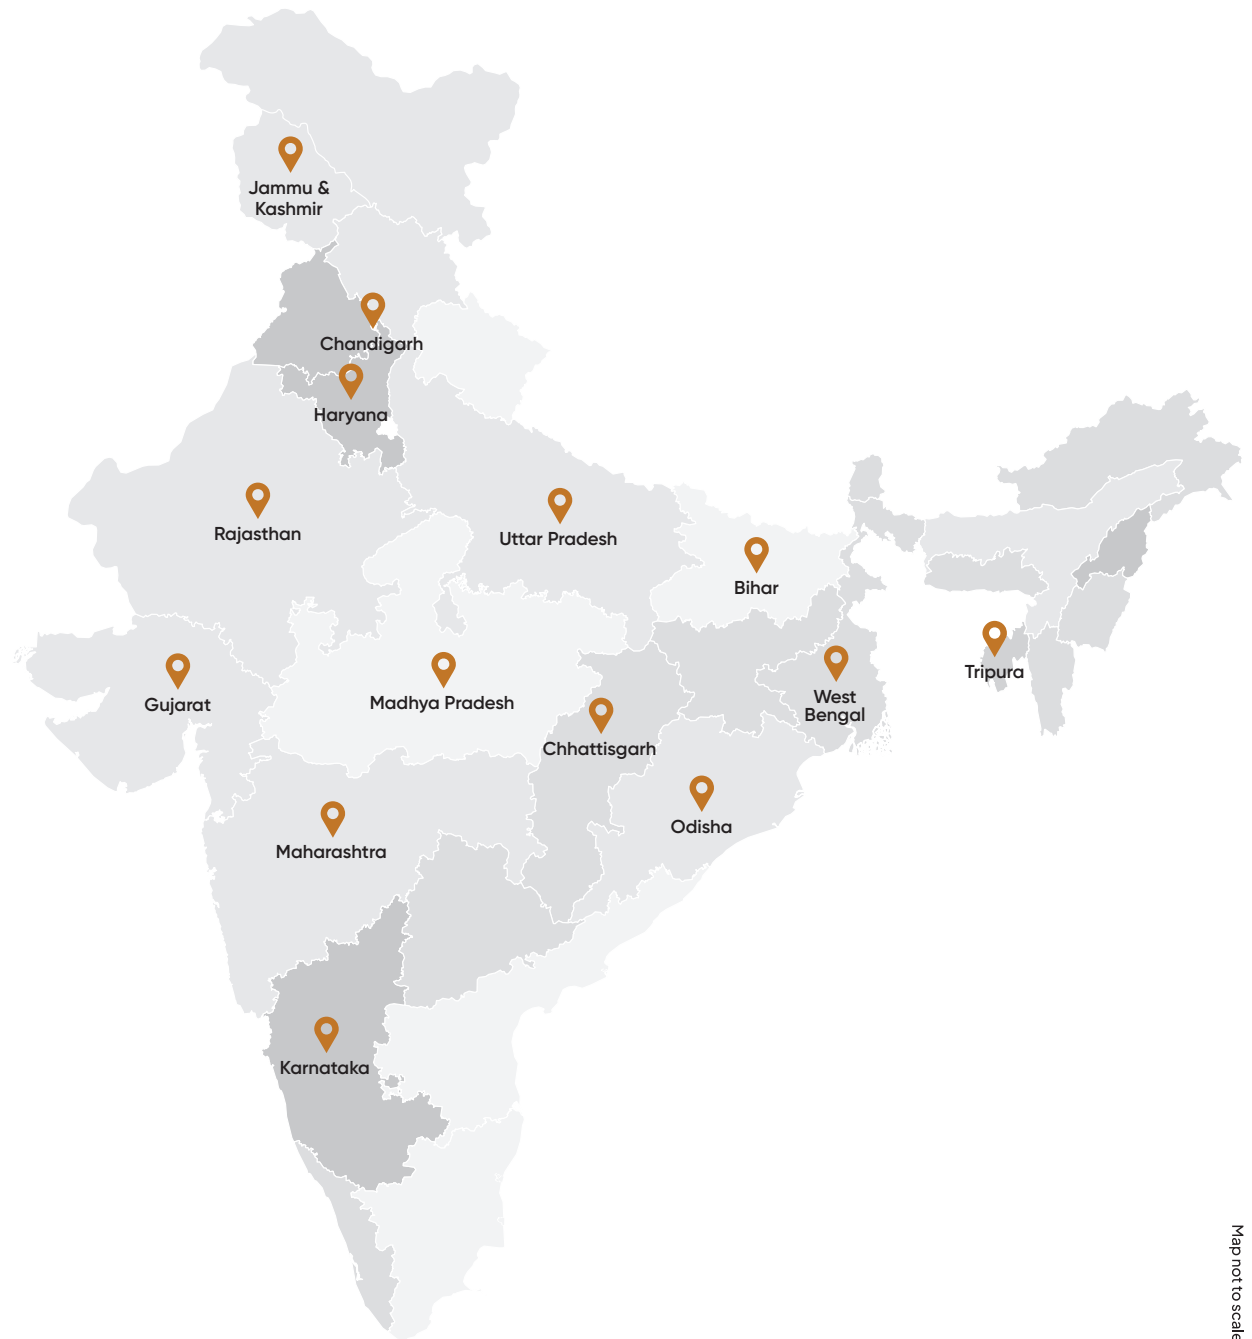 Jammu &
Kashmir
Chandigarh
Haryana
Rajasthan
Uttar Pradesh
Bihar
Tripura
Gujarat
Madhya Pradesh
West
Bengal
Chhattisgarh
Odisha
Maharashtra
Karnataka
Map not to scale